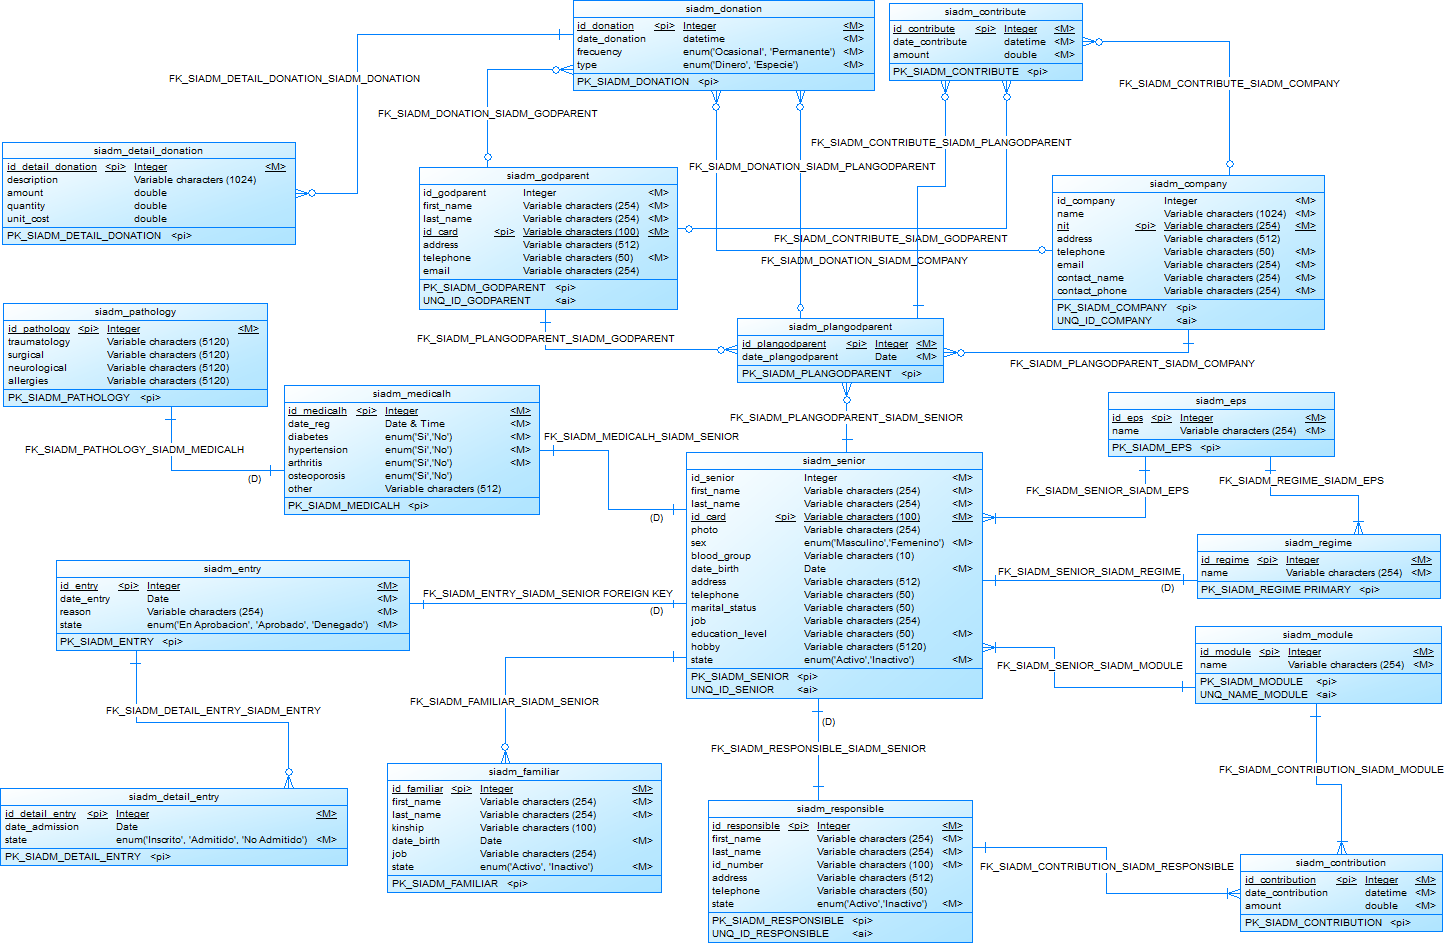 siadm_donation
id_donation <pi> Integer <M>
date_donation datetime <M>
frecuency enum('Ocasional', 'Permanente') <M>
type enum('Dinero', 'Especie') <M>
PK_SIADM_DONATION <pi>
siadm_contribute
id_contribute <pi> Integer <M>
date_contribute datetime <M>
amount double <M>
PK_SIADM_CONTRIBUTE <pi>
FK_SIADM_DETAIL_DONATION_SIADM_DONATION
FK_SIADM_CONTRIBUTE_SIADM_COMPANY
FK_SIADM_DONATION_SIADM_GODPARENT
FK_SIADM_CONTRIBUTE_SIADM_PLANGODPARENT
FK_SIADM_DONATION_SIADM_PLANGODPARENT
siadm_detail_donation
id_detail_donation <pi> Integer <M>
description Variable characters (1024)
amount double
quantity double
unit_cost double
PK_SIADM_DETAIL_DONATION <pi>
siadm_godparent
id_godparent Integer <M>
first_name Variable characters (254) <M>
last_name Variable characters (254) <M>
id_card <pi> Variable characters (100) <M>
address Variable characters (512)
telephone Variable characters (50) <M>
email Variable characters (254)
PK_SIADM_GODPARENT <pi>
UNQ_ID_GODPARENT <ai>
siadm_company
id_company Integer <M>
name Variable characters (1024) <M>
nit <pi> Variable characters (254) <M>
address Variable characters (512)
telephone Variable characters (50) <M>
email Variable characters (254) <M>
contact_name Variable characters (254) <M>
contact_phone Variable characters (254) <M>
PK_SIADM_COMPANY <pi>
UNQ_ID_COMPANY <ai>
FK_SIADM_CONTRIBUTE_SIADM_GODPARENT
FK_SIADM_DONATION_SIADM_COMPANY
siadm_pathology
id_pathology <pi> Integer <M>
traumatology Variable characters (5120)
surgical Variable characters (5120)
neurological Variable characters (5120)
allergies Variable characters (5120)
PK_SIADM_PATHOLOGY <pi>
FK_SIADM_PLANGODPARENT_SIADM_GODPARENT
siadm_plangodparent
id_plangodparent <pi> Integer <M>
date_plangodparent Date <M>
PK_SIADM_PLANGODPARENT <pi>
FK_SIADM_PLANGODPARENT_SIADM_COMPANY
siadm_medicalh
id_medicalh <pi> Integer <M>
date_reg Date & Time <M>
diabetes enum('Si','No') <M>
hypertension enum('Si','No') <M>
arthritis enum('Si','No') <M>
osteoporosis enum('Si','No')
other Variable characters (512)
PK_SIADM_MEDICALH <pi>
FK_SIADM_PLANGODPARENT_SIADM_SENIOR
siadm_eps
id_eps <pi> Integer <M>
name Variable characters (254) <M>
PK_SIADM_EPS <pi>
FK_SIADM_PATHOLOGY_SIADM_MEDICALH
(D)
FK_SIADM_MEDICALH_SIADM_SENIOR
(D)
siadm_senior
id_senior Integer <M>
first_name Variable characters (254) <M>
last_name Variable characters (254) <M>
id_card <pi> Variable characters (100) <M>
photo Variable characters (254)
sex enum('Masculino','Femenino') <M>
blood_group Variable characters (10)
date_birth Date <M>
address Variable characters (512)
telephone Variable characters (50)
marital_status Variable characters (50)
job Variable characters (254)
education_level Variable characters (50) <M>
hobby Variable characters (5120)
state enum('Activo','Inactivo') <M>
PK_SIADM_SENIOR <pi>
UNQ_ID_SENIOR <ai>
FK_SIADM_SENIOR_SIADM_EPS
FK_SIADM_REGIME_SIADM_EPS
siadm_regime
id_regime <pi> Integer <M>
name Variable characters (254) <M>
PK_SIADM_REGIME PRIMARY <pi>
FK_SIADM_SENIOR_SIADM_REGIME
(D)
siadm_entry
id_entry <pi> Integer <M>
date_entry Date <M>
reason Variable characters (254) <M>
state enum('En Aprobacion', 'Aprobado', 'Denegado') <M>
PK_SIADM_ENTRY <pi>
FK_SIADM_ENTRY_SIADM_SENIOR FOREIGN KEY
(D)
siadm_module
id_module <pi> Integer <M>
name Variable characters (254) <M>
PK_SIADM_MODULE <pi>
UNQ_NAME_MODULE <ai>
FK_SIADM_SENIOR_SIADM_MODULE
FK_SIADM_DETAIL_ENTRY_SIADM_ENTRY
FK_SIADM_FAMILIAR_SIADM_SENIOR
(D)
FK_SIADM_RESPONSIBLE_SIADM_SENIOR
FK_SIADM_CONTRIBUTION_SIADM_MODULE
siadm_detail_entry
id_detail_entry <pi> Integer <M>
date_admission Date
state enum('Inscrito', 'Admitido', 'No Admitido') <M>
PK_SIADM_DETAIL_ENTRY <pi>
siadm_familiar
id_familiar <pi> Integer <M>
first_name Variable characters (254) <M>
last_name Variable characters (254) <M>
kinship Variable characters (100)
date_birth Date <M>
job Variable characters (254)
state enum('Activo', 'Inactivo') <M>
PK_SIADM_FAMILIAR <pi>
siadm_responsible
id_responsible <pi> Integer <M>
first_name Variable characters (254) <M>
last_name Variable characters (254) <M>
id_number Variable characters (100) <M>
address Variable characters (512)
telephone Variable characters (50)
state enum('Activo','Inactivo') <M>
PK_SIADM_RESPONSIBLE <pi>
UNQ_ID_RESPONSIBLE <ai>
FK_SIADM_CONTRIBUTION_SIADM_RESPONSIBLE
siadm_contribution
id_contribution <pi> Integer <M>
date_contribution datetime <M>
amount double <M>
PK_SIADM_CONTRIBUTION <pi>